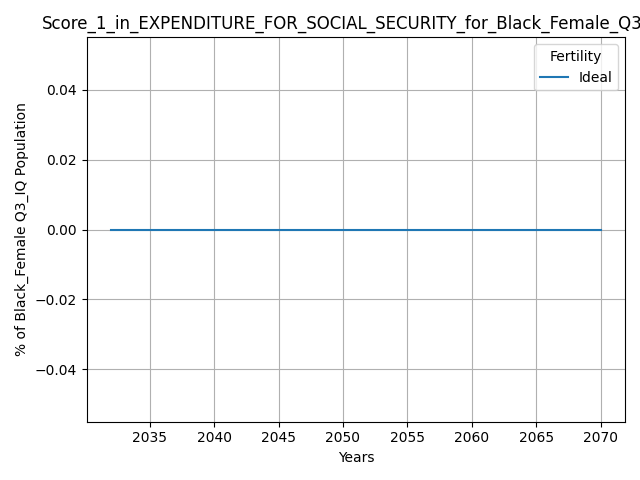 Score_1_in_EXPENDITURE_FOR_SOCIAL_SECURITY_for_Black_Female_Q3
Fertility
Ideal
% of Black_Female Q3_IQ Population
0.04
0.02
0.00
−0.02
−0.04
2035 2040 2045 2050 2055 2060 2065 2070
Years